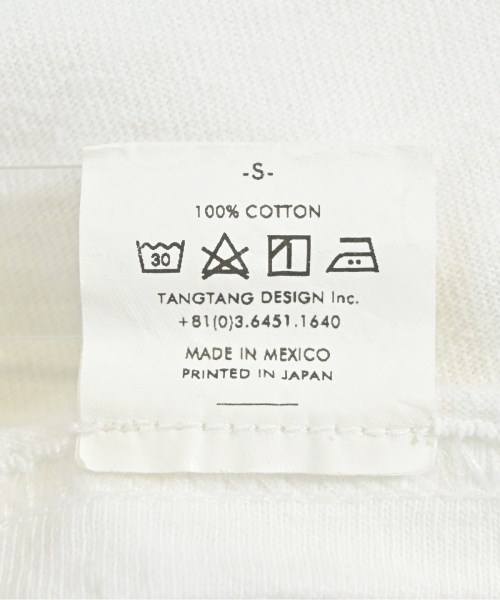 -S-
100% COTTON
30
TANGTANG DESIGN Inc.
+81(0)3.6451.1640
MADE IN MEXICO
PRINTED IN JAPAN